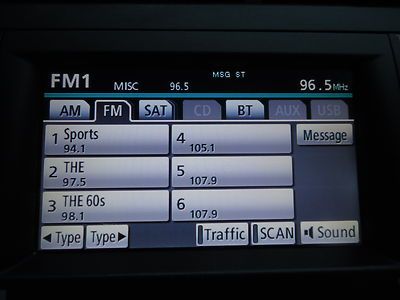 MSG ST
FM1 MISC 96.5 96.5 MHz
AM FM SAT CD BT AUX USB
1 Sports 94.1
4 105.1
Message
2 THE 97.5
5 107.9
3 THE 60s 98.1
6 107.9
◀ Type Type ▶ Traffic SCAN Sound